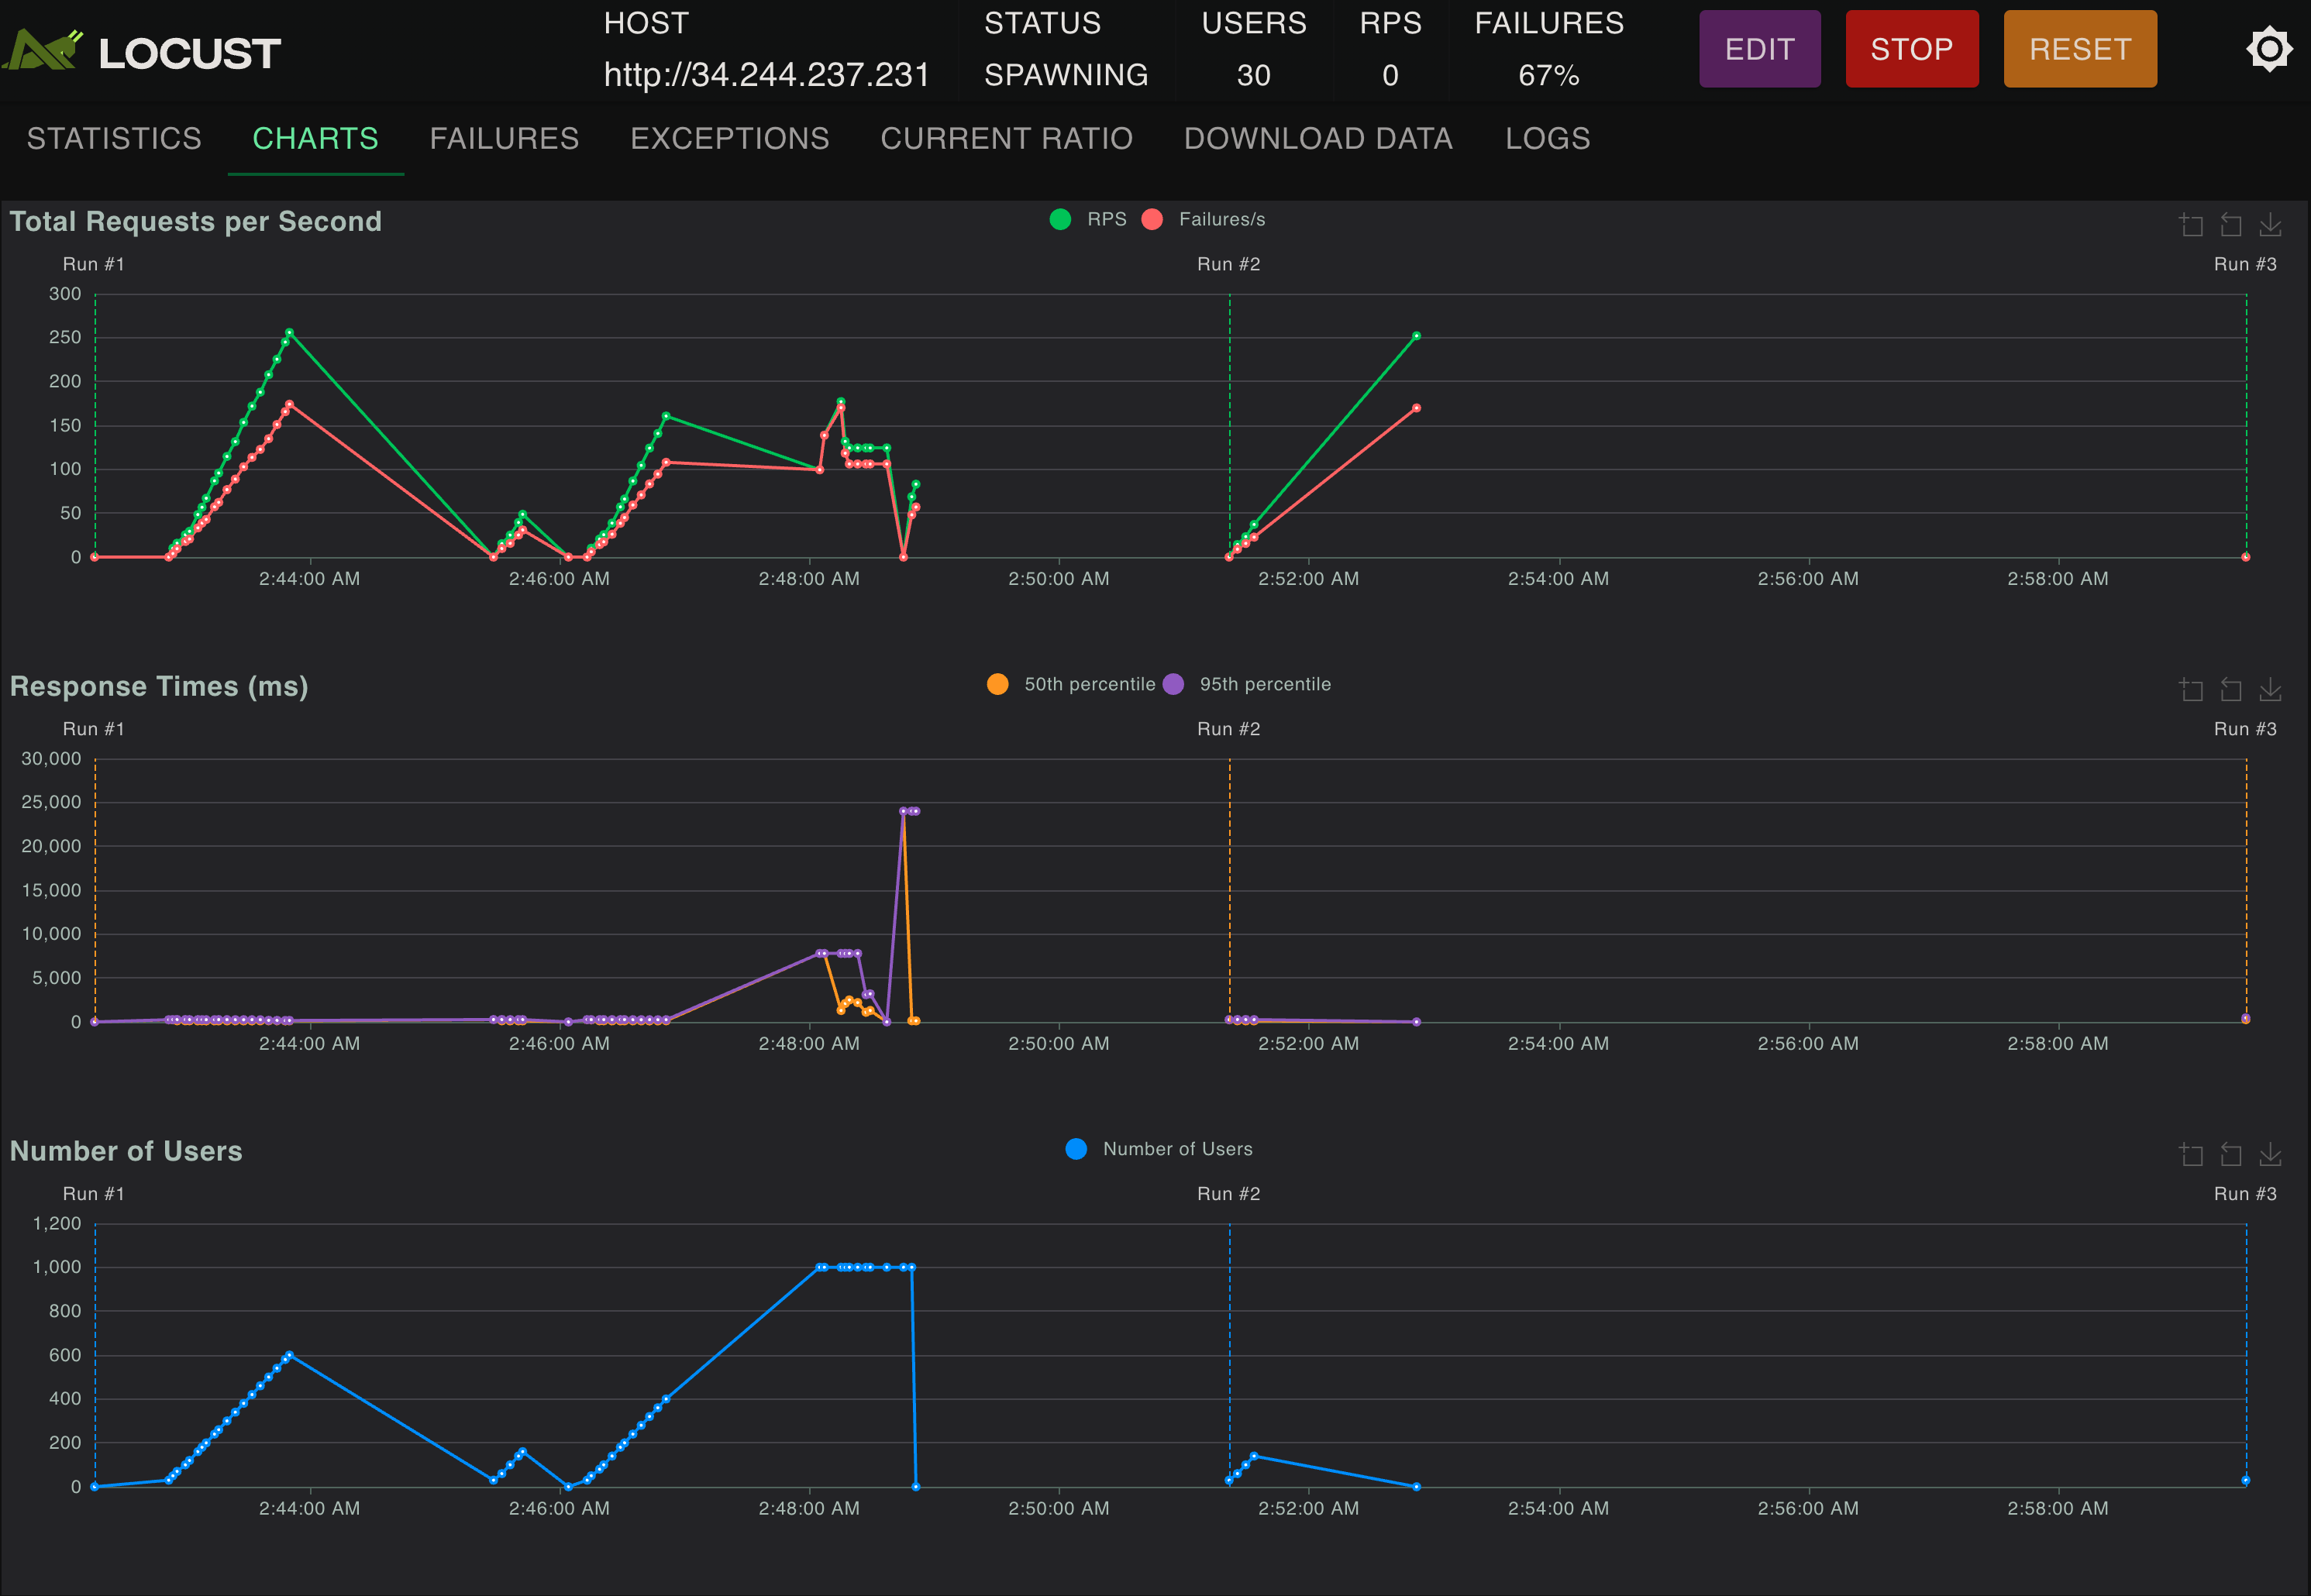 LOCUST
HOST
http://34.244.237.231
STATUS
SPAWNING
USERS
30
RPS
0
FAILURES
67%
EDIT
STOP
RESET
STATISTICS CHARTS FAILURES EXCEPTIONS CURRENT RATIO DOWNLOAD DATA LOGS
Total Requests per Second
RPS Failures/s
Run #1 Run #2 Run #3
300
250
200
150
100
50
0
2:44:00 AM 2:46:00 AM 2:48:00 AM 2:50:00 AM 2:52:00 AM 2:54:00 AM 2:56:00 AM 2:58:00 AM
Response Times (ms)
50th percentile 95th percentile
Run #1 Run #2 Run #3
30,000
25,000
20,000
15,000
10,000
5,000
0
2:44:00 AM 2:46:00 AM 2:48:00 AM 2:50:00 AM 2:52:00 AM 2:54:00 AM 2:56:00 AM 2:58:00 AM
Number of Users
Number of Users
Run #1 Run #2 Run #3
1,200
1,000
800
600
400
200
0
2:44:00 AM 2:46:00 AM 2:48:00 AM 2:50:00 AM 2:52:00 AM 2:54:00 AM 2:56:00 AM 2:58:00 AM